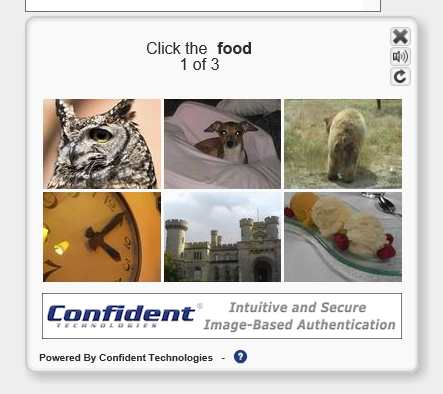 Click the food
1 of 3
Confident®
TECHNOLOGIES
Intuitive and Secure
Image-Based Authentication
Powered By Confident Technologies - ?